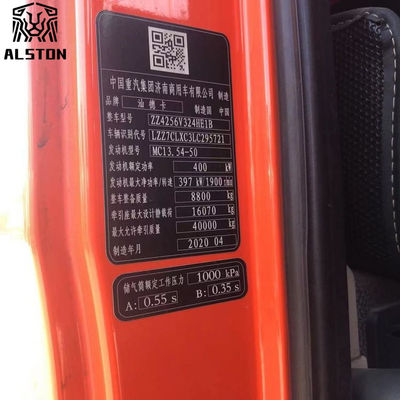 ALSTON
中国重汽集团济南商用车有限公司 制造
品牌 汕德卡 制造国 中国
整车型号 ZZ4256V324HE1B
车辆识别代号 LZZ7CLXC3LC295721
发动机型号 MC13.54-50
发动机额定功率 400 kW
发动机最大净功率/转速 397 kW/1900 r/min
整车整备质量 8800 kg
牵引座最大设计静载荷 16070 kg
最大允许牵引质量 40000 kg
制造年月 2020 04
储气筒额定工作压力 1000 kPa
A: 0.55 s B: 0.35 s